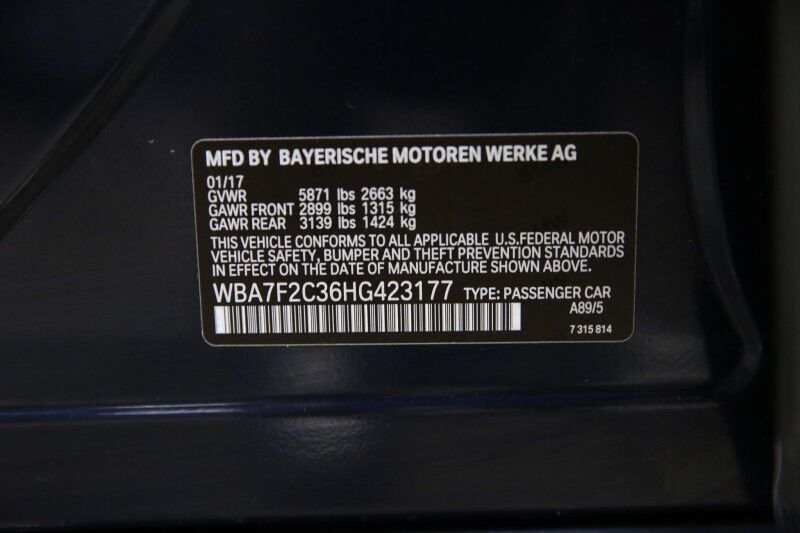 MFD BY BAYERISCHE MOTOREN WERKE AG
01/17
GVWR 5871 lbs 2663 kg
GAWR FRONT 2899 lbs 1315 kg
GAWR REAR 3139 lbs 1424 kg
THIS VEHICLE CONFORMS TO ALL APPLICABLE U.S.FEDERAL MOTOR
VEHICLE SAFETY, BUMPER AND THEFT PREVENTION STANDARDS
IN EFFECT ON THE DATE OF MANUFACTURE SHOWN ABOVE.
WBA7F2C36HG423177 TYPE: PASSENGER CAR
A89/5
7 315 814